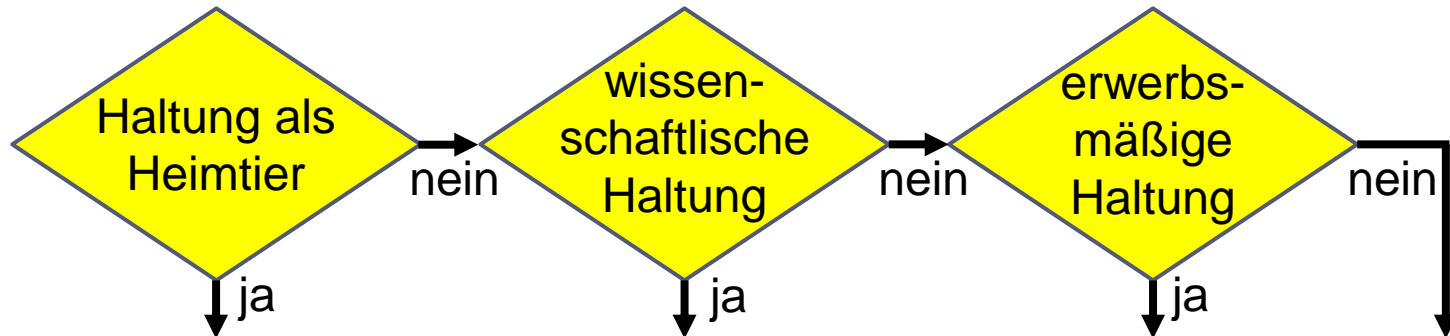 Haltung als
Heimtier
nein
ja
wissen-
schaftlische
Haltung
nein
ja
erwerbs-
mäßige
Haltung
nein
ja